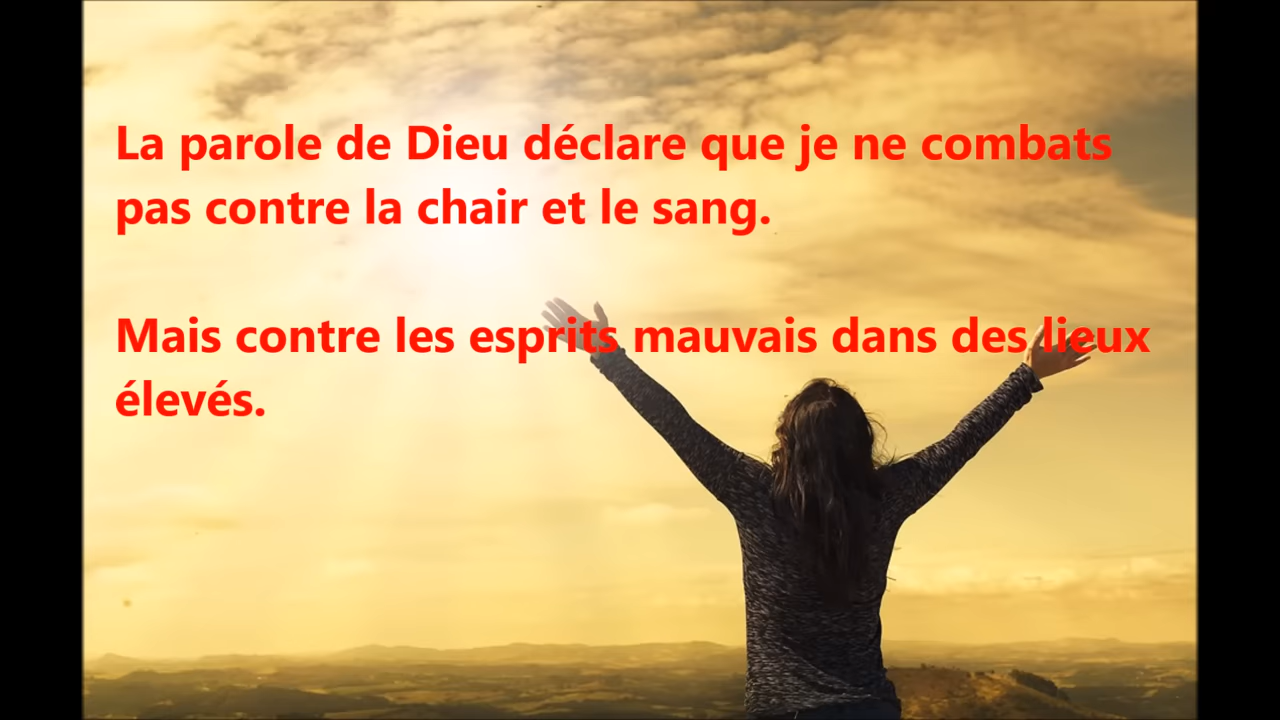 La parole de Dieu déclare que je ne combats
pas contre la chair et le sang.
Mais contre les esprits mauvais dans des lieux
élevés.